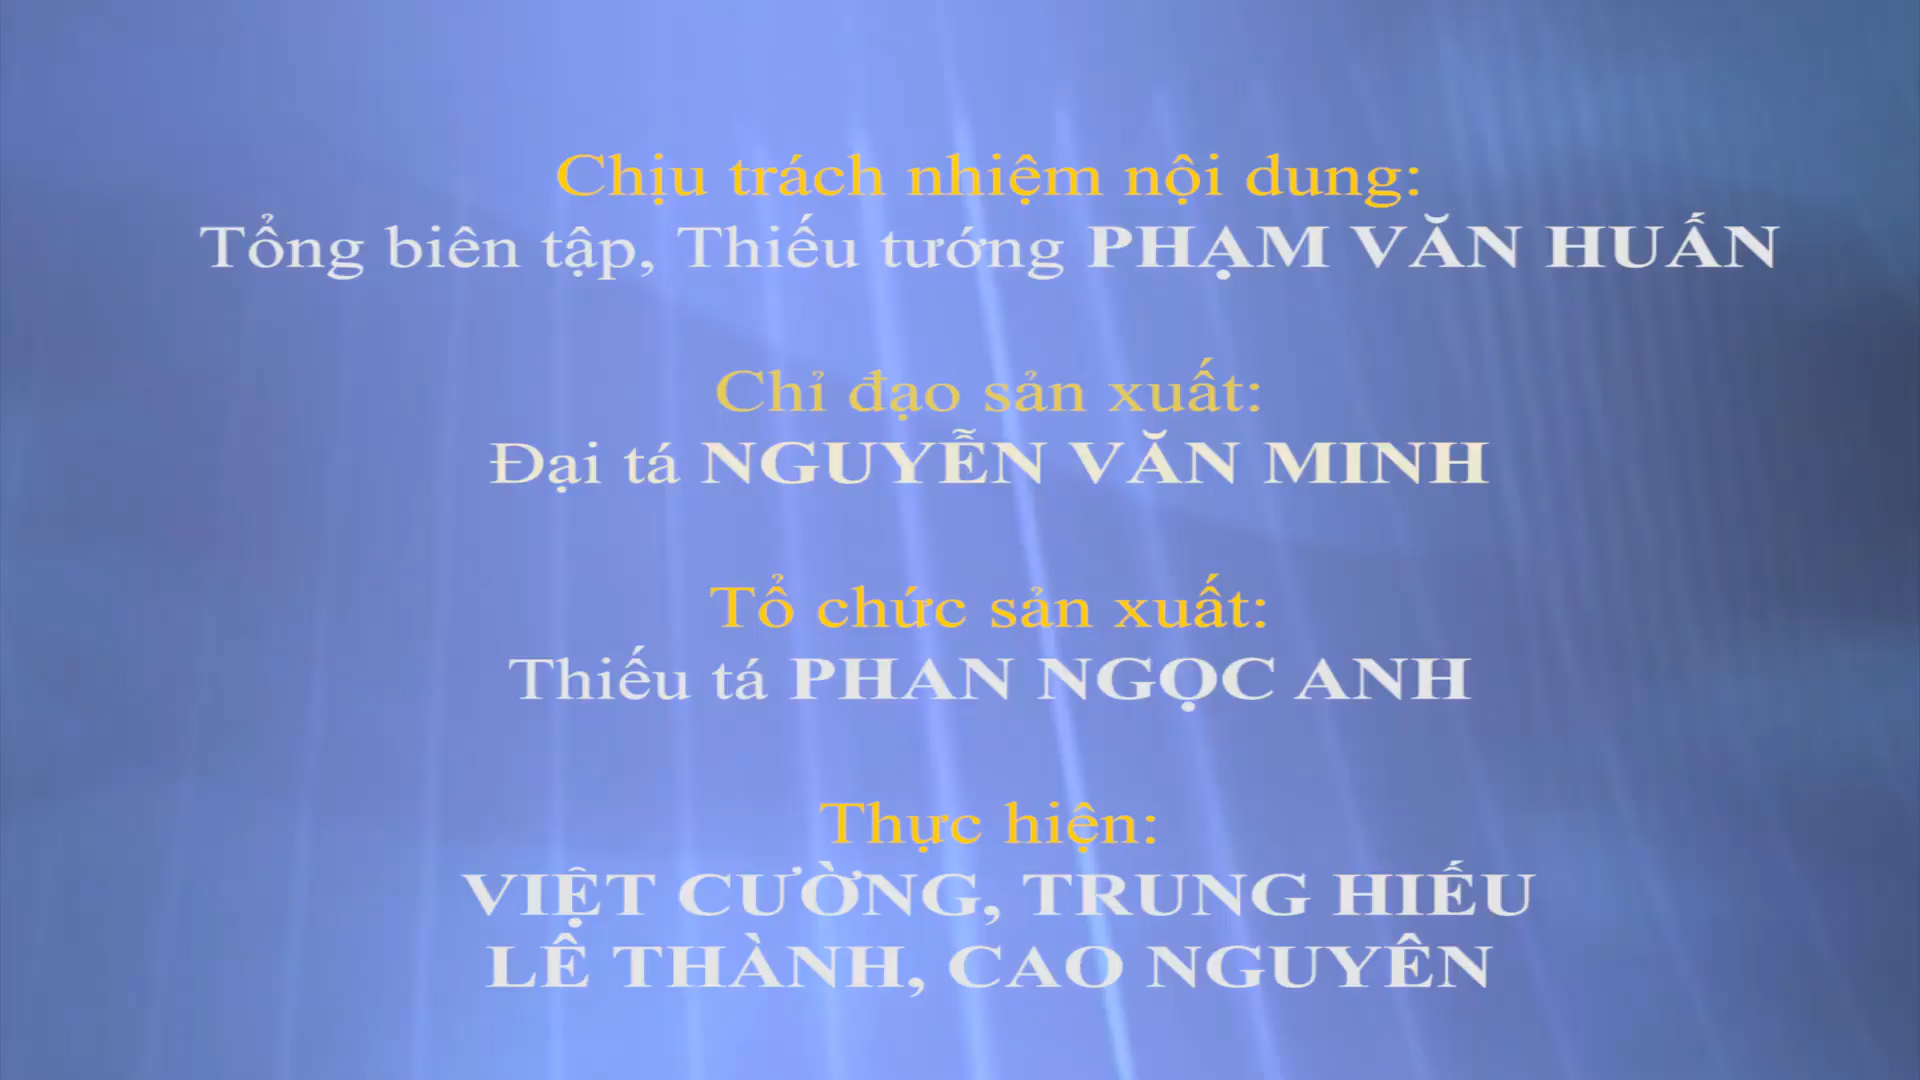 Chịu trách nhiệm nội dung:
Tổng biên tập, Thiếu tướng PHẠM VĂN HUẤN
Chỉ đạo sản xuất:
Đại tá NGUYỄN VĂN MINH
Tổ chức sản xuất:
Thiếu tá PHAN NGỌC ANH
Thực hiện:
VIỆT CƯỜNG, TRUNG HIẾU
LÊ THÀNH, CAO NGUYÊN